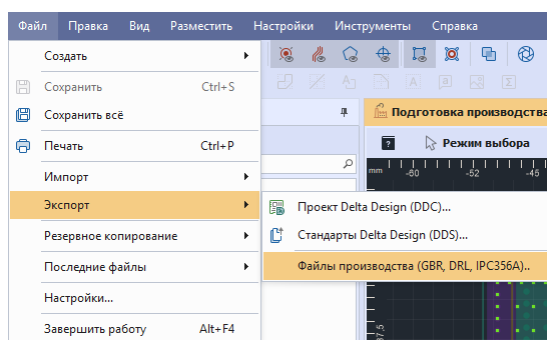 Файл Правка Вид Разместить Настройки Инструменты Справка
Создать
Сохранить Ctrl+S
Сохранить всё
Печать Ctrl+P
Импорт
Экспорт
Резервное копирование
Последние файлы
Настройки...
Завершить работу Alt+F4
Проект Delta Design (DDC)...
Стандарты Delta Design (DDS)...
Файлы производства (GBR, DRL, IPC356A)..
Подготовка производства
Режим выбора
mm -60 -52 -45
-37,5